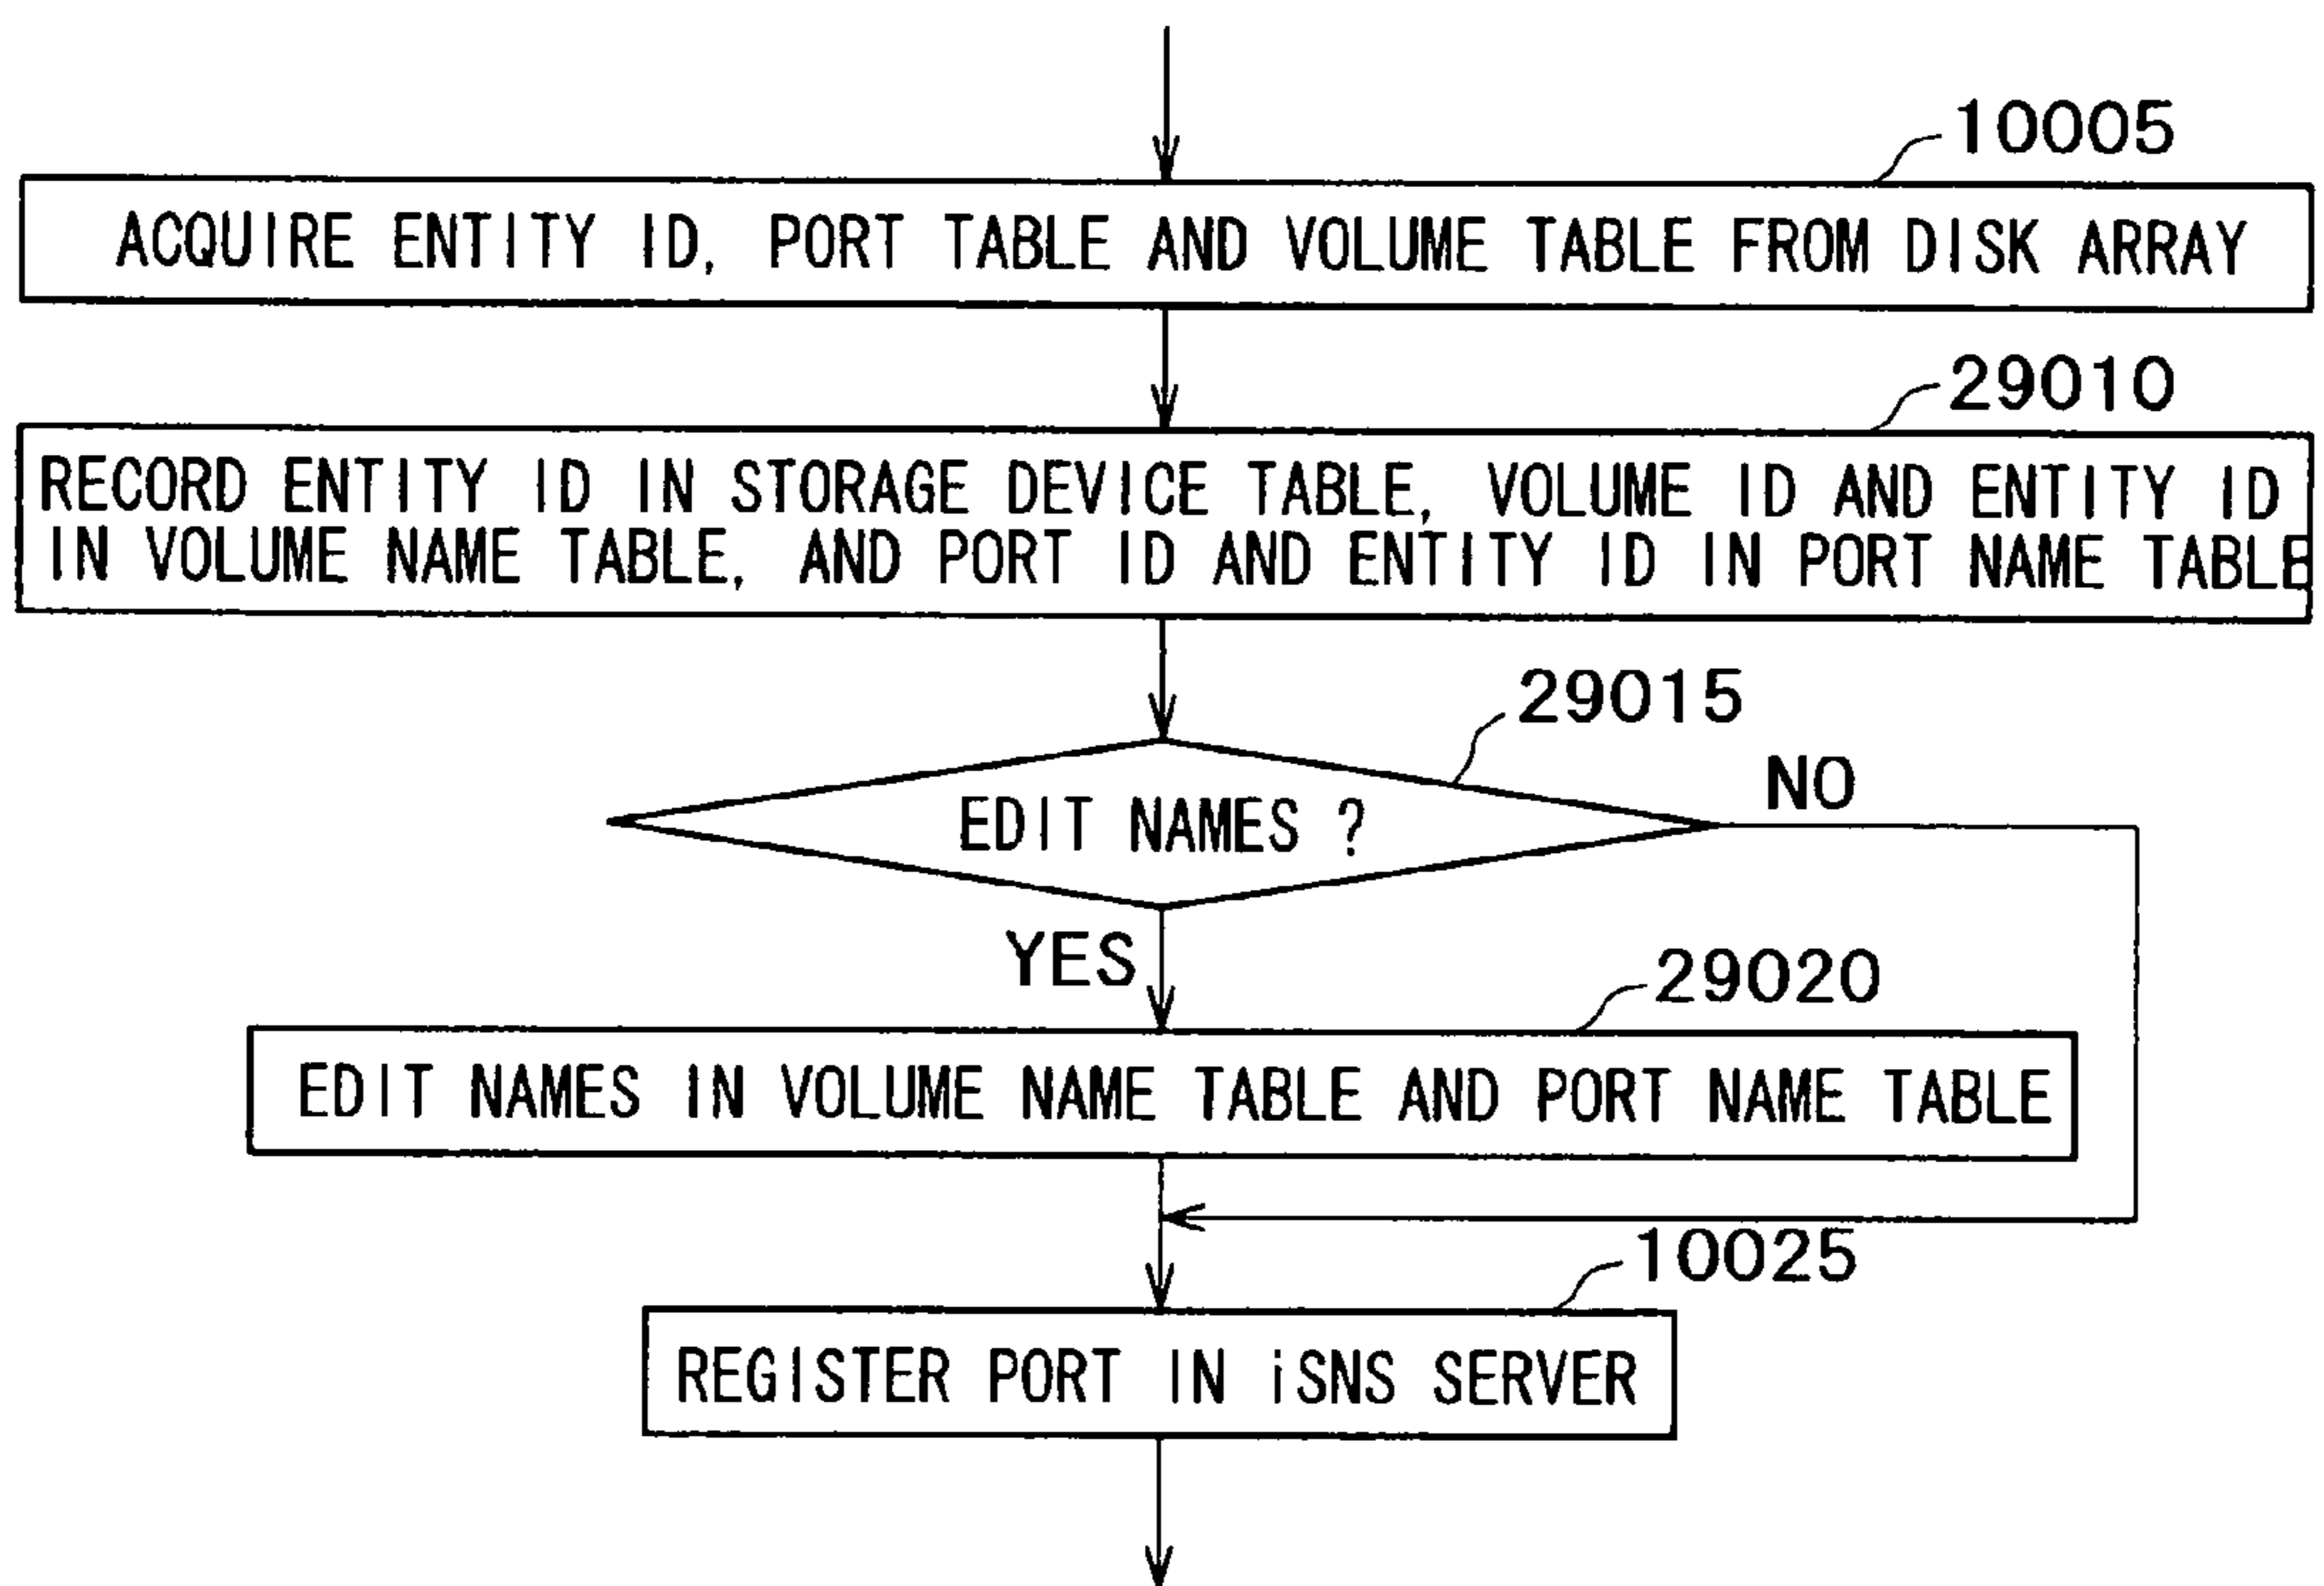 10005
ACQUIRE ENTITY ID, PORT TABLE AND VOLUME TABLE FROM DISK ARRAY
29010
RECORD ENTITY ID IN STORAGE DEVICE TABLE, VOLUME ID AND ENTITY ID
IN VOLUME NAME TABLE, AND PORT ID AND ENTITY ID IN PORT NAME TABLE
29015
NO
EDIT NAMES ?
YES
29020
EDIT NAMES IN VOLUME NAME TABLE AND PORT NAME TABLE
10025
REGISTER PORT IN iSNS SERVER